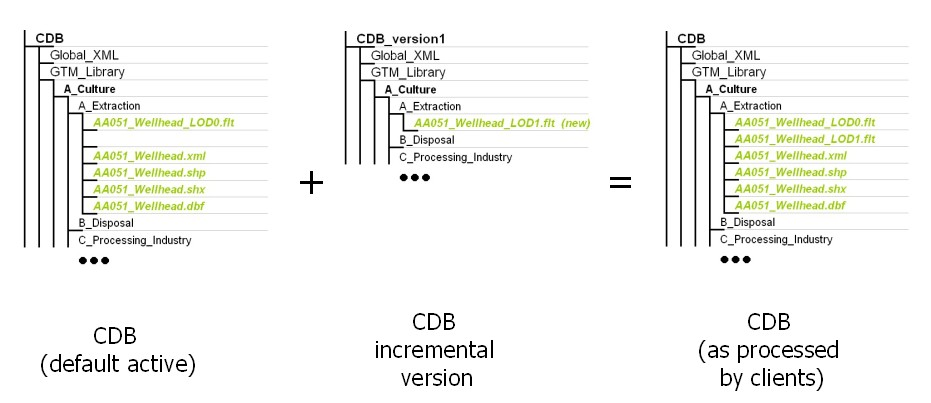 CDB
Global_XML
GTM_Library
A_Culture
A_Extraction
AA051_Wellhead_LOD0.flt
AA051_Wellhead.xml
AA051_Wellhead.shp
AA051_Wellhead.shx
AA051_Wellhead.dbf
B_Disposal
C_Processing_Industry
●●●
CDB
(default active)
+
CDB_version1
Global_XML
GTM_Library
A_Culture
A_Extraction
AA051_Wellhead_LOD1.flt (new)
B_Disposal
C_Processing_Industry
●●●
CDB
incremental
version
=
CDB
Global_XML
GTM_Library
A_Culture
A_Extraction
AA051_Wellhead_LOD0.flt
AA051_Wellhead_LOD1.flt
AA051_Wellhead.xml
AA051_Wellhead.shp
AA051_Wellhead.shx
AA051_Wellhead.dbf
B_Disposal
C_Processing_Industry
●●●
CDB
(as processed
by clients)